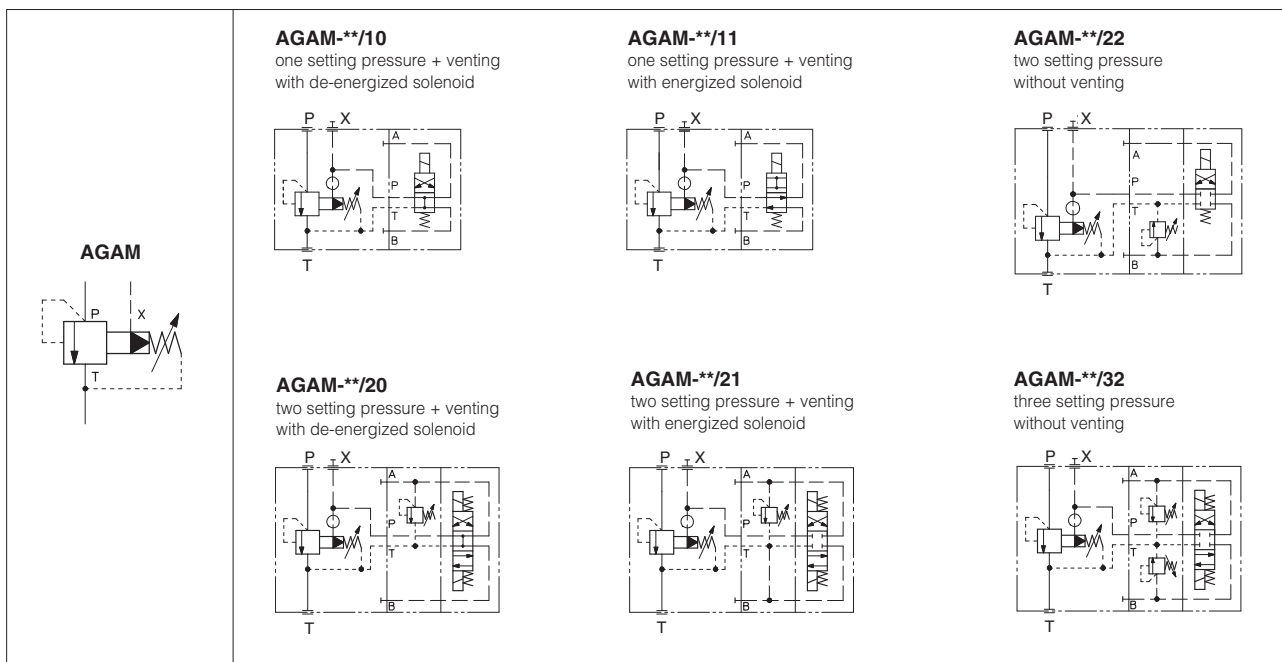 AGAM
P
X
T
AGAM-**/10
one setting pressure + venting
with de-energized solenoid
P
X
A
P
T
B
T
AGAM-**/11
one setting pressure + venting
with energized solenoid
P
X
A
P
T
B
T
AGAM-**/22
two setting pressure
without venting
P
X
A
P
T
B
T
AGAM-**/20
two setting pressure + venting
with de-energized solenoid
P
X
A
P
T
B
T
AGAM-**/21
two setting pressure + venting
with energized solenoid
P
X
A
P
T
B
T
AGAM-**/32
three setting pressure
without venting
P
X
A
P
T
B
T